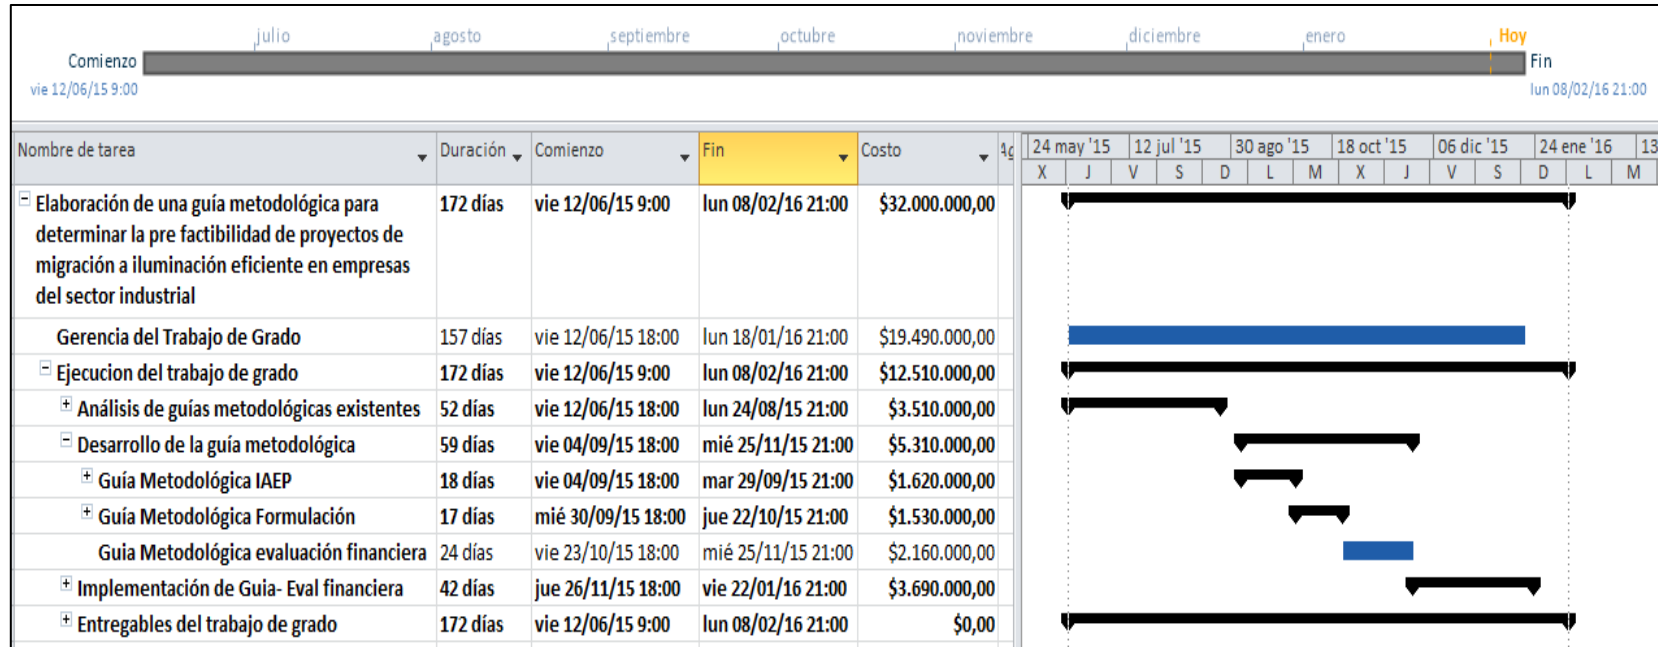 julio agosto septiembre octubre noviembre diciembre enero Hoy
Comienzo Fin
vie 12/06/15 9:00 lun 08/02/16 21:00
Nombre de tarea Duración Comienzo Fin Costo 24 may '15 12 jul '15 30 ago '15 18 oct '15 06 dic '15 24 ene '16 13
X J V S D L M X J V S D L M
Elaboración de una guía metodológica para 172 días vie 12/06/15 9:00 lun 08/02/16 21:00 $32.000.000,00
determinar la pre factibilidad de proyectos de
migración a iluminación eficiente en empresas
del sector industrial
Gerencia del Trabajo de Grado 157 días vie 12/06/15 18:00 lun 18/01/16 21:00 $19.490.000,00
Ejecucion del trabajo de grado 172 días vie 12/06/15 9:00 lun 08/02/16 21:00 $12.510.000,00
Análisis de guías metodológicas existentes 52 días vie 12/06/15 18:00 lun 24/08/15 21:00 $3.510.000,00
Desarrollo de la guía metodológica 59 días vie 04/09/15 18:00 mié 25/11/15 21:00 $5.310.000,00
Guía Metodológica IAEP 18 días vie 04/09/15 18:00 mar 29/09/15 21:00 $1.620.000,00
Guía Metodológica Formulación 17 días mié 30/09/15 18:00 jue 22/10/15 21:00 $1.530.000,00
Guia Metodológica evaluación financiera 24 días vie 23/10/15 18:00 mié 25/11/15 21:00 $2.160.000,00
Implementación de Guia- Eval financiera 42 días jue 26/11/15 18:00 vie 22/01/16 21:00 $3.690.000,00
Entregables del trabajo de grado 172 días vie 12/06/15 9:00 lun 08/02/16 21:00 $0,00